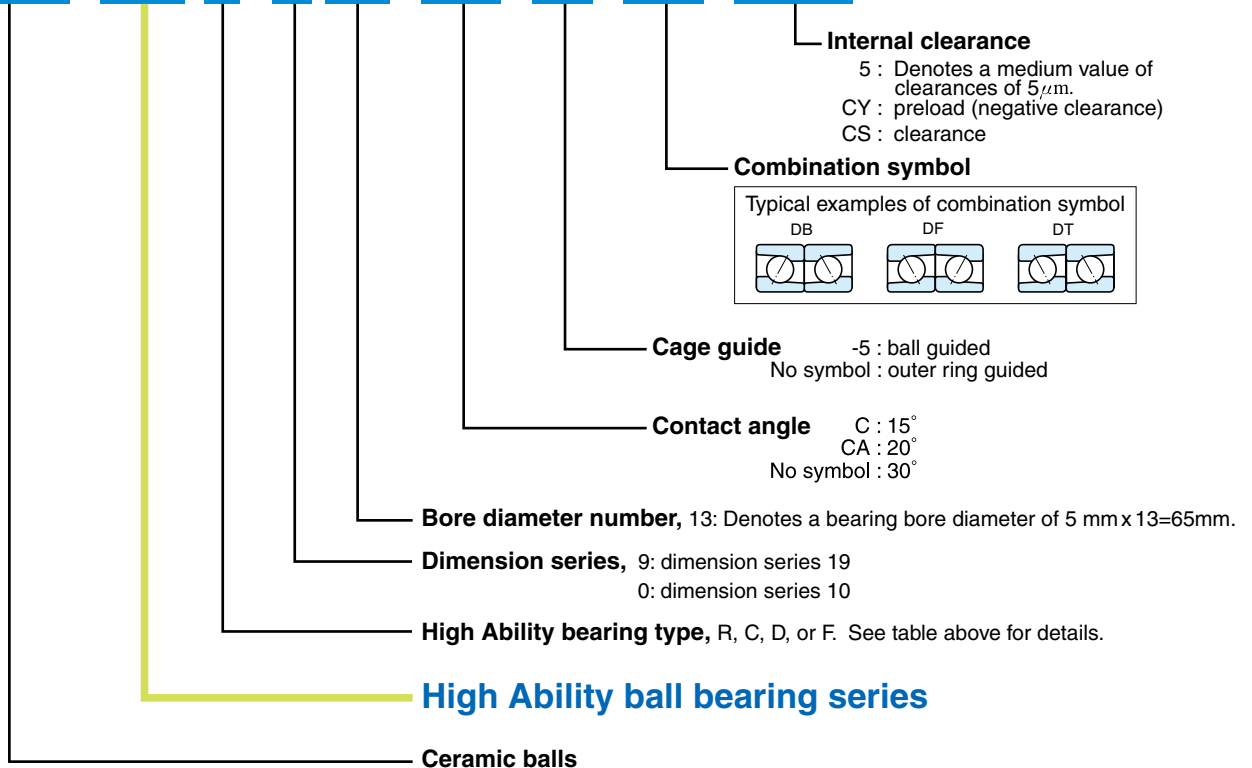 Internal clearance
5 : Denotes a medium value of
clearances of 5μm.
CY : preload (negative clearance)
CS : clearance
Combination symbol
Typical examples of combination symbol
DB DF DT
Cage guide -5 : ball guided
No symbol : outer ring guided
Contact angle C : 15°
CA : 20°
No symbol : 30°
Bore diameter number, 13: Denotes a bearing bore diameter of 5 mm x 13=65mm.
Dimension series, 9: dimension series 19
0: dimension series 10
High Ability bearing type, R, C, D, or F. See table above for details.
High Ability ball bearing series
Ceramic balls